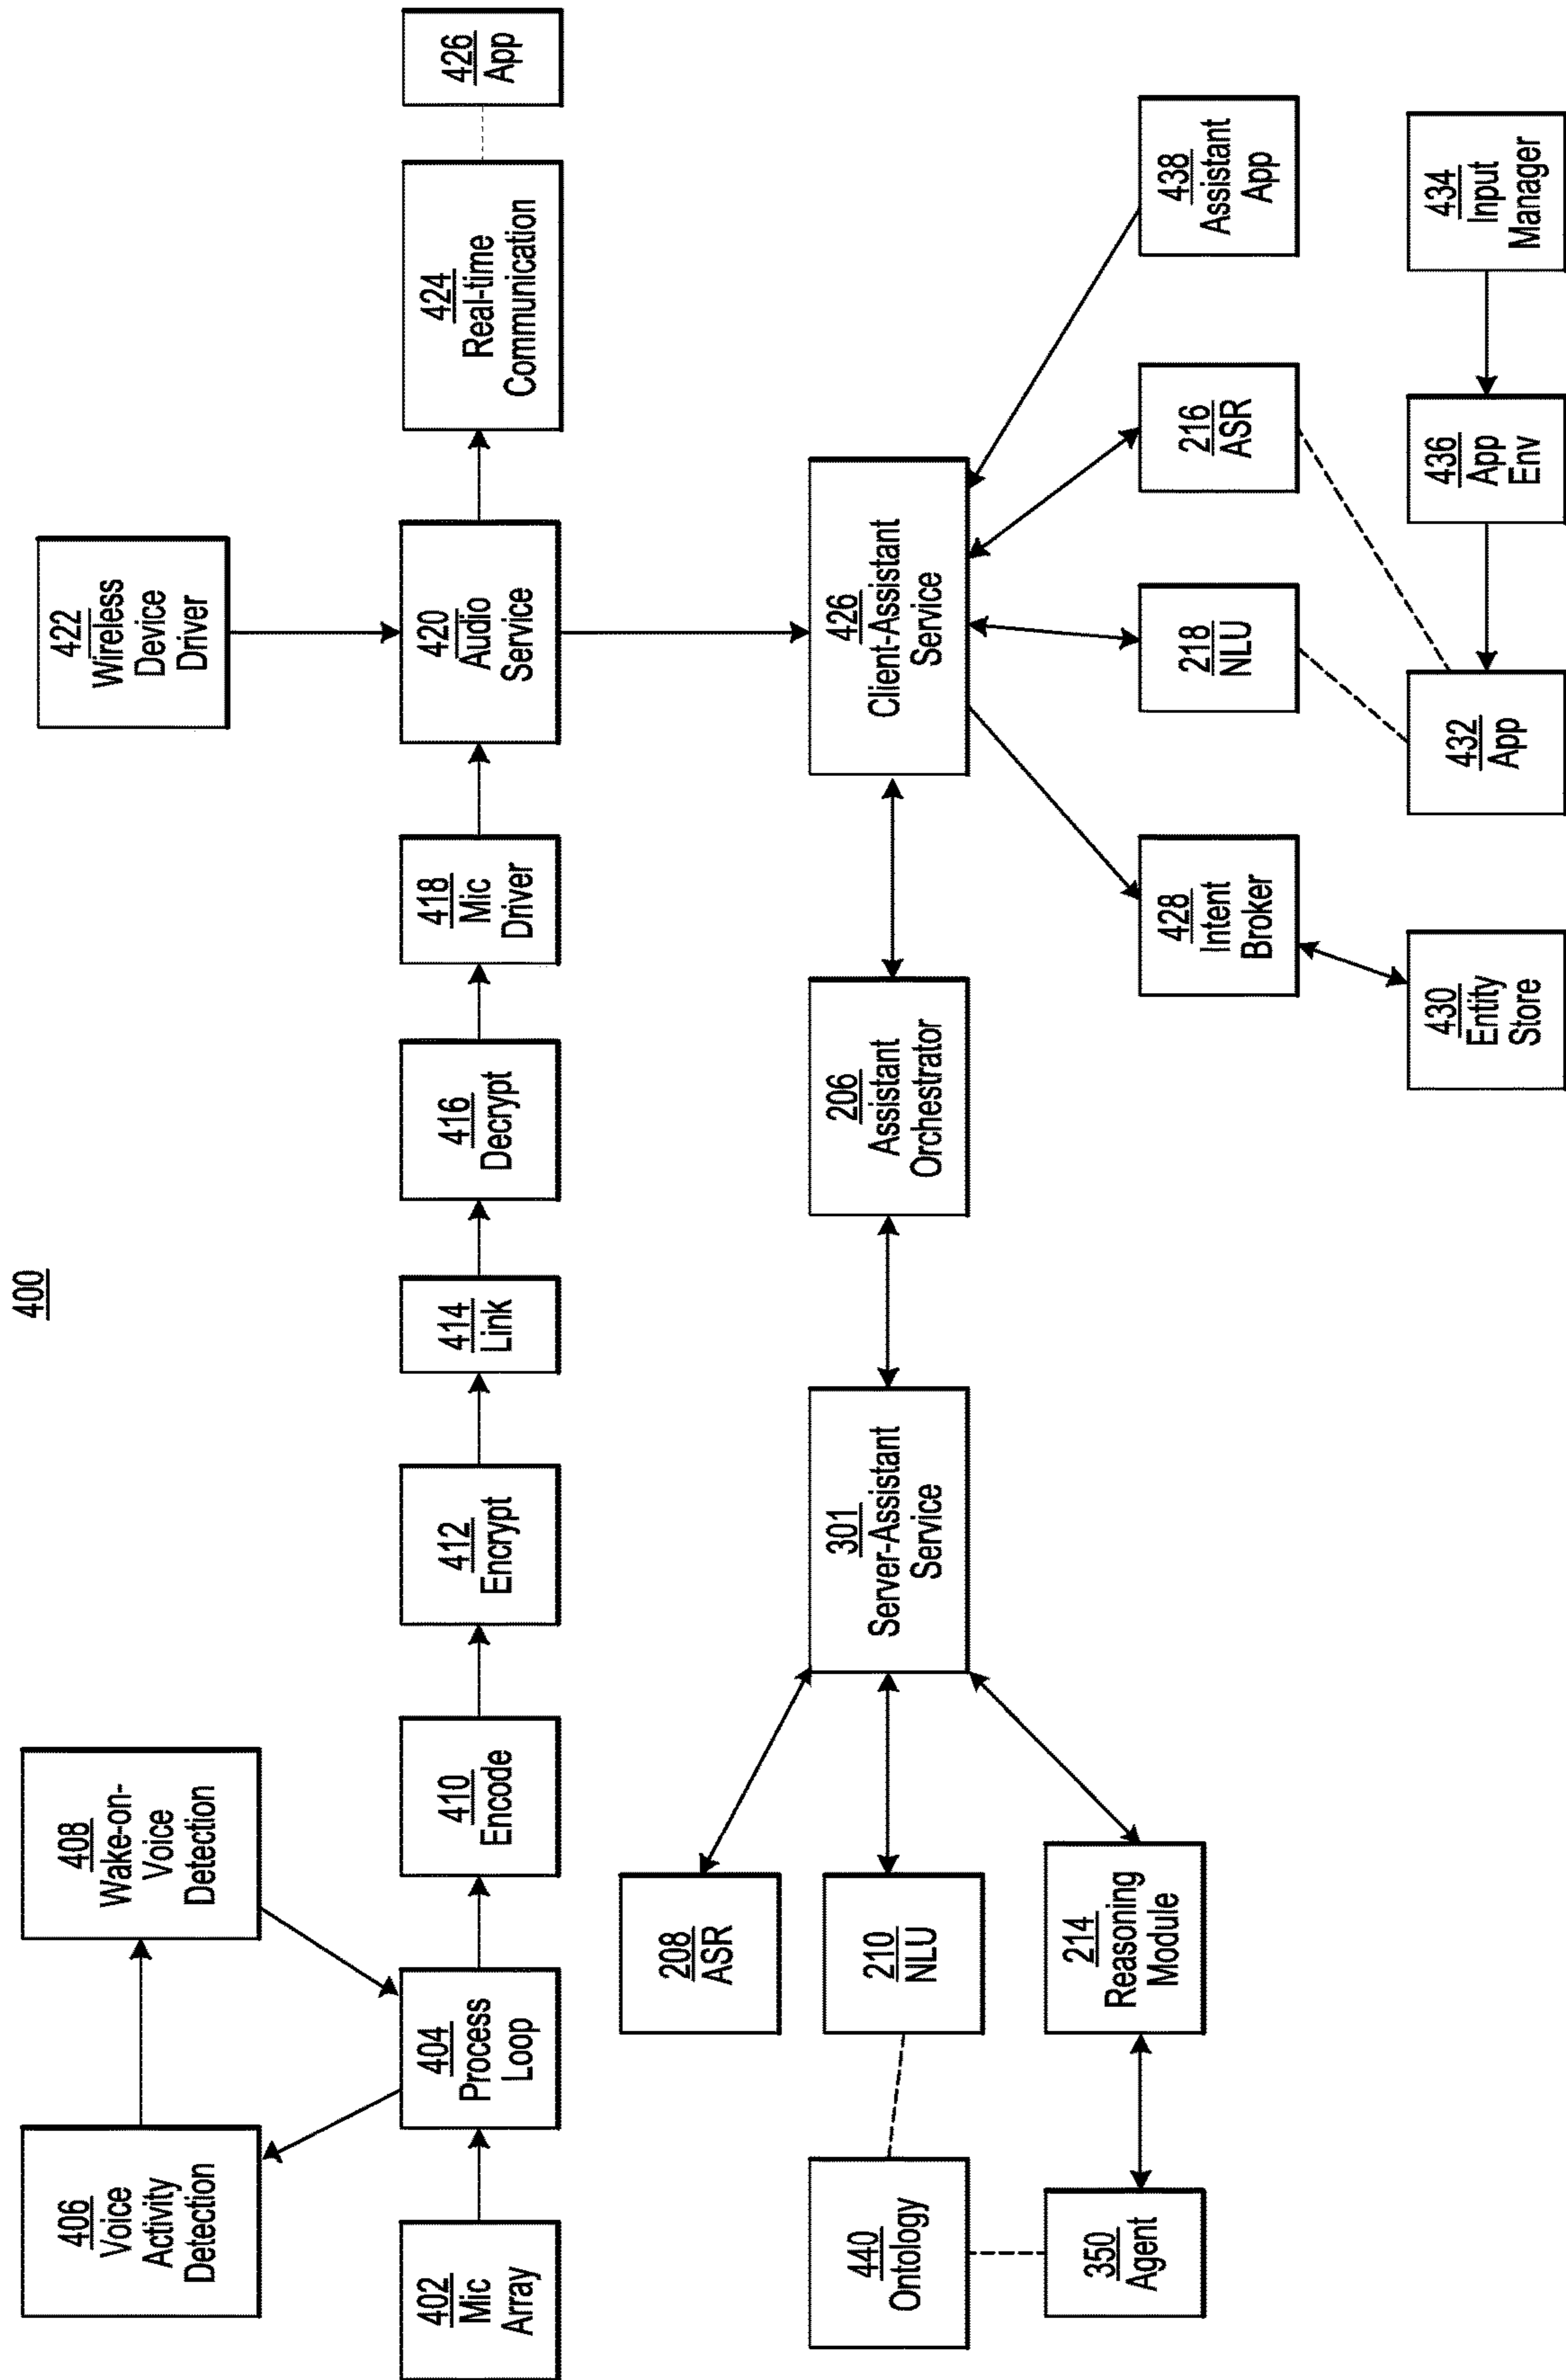 400
406
Voice
Activity
Detection
408
Wake-on-
Voice
Detection
422
Wireless
Device
Driver
402
Mic
Array
404
Process
Loop
410
Encode
412
Encrypt
414
Link
416
Decrypt
418
Mic
Driver
420
Audio
Service
424
Real-time
Communication
426
App
208
ASR
440
Ontology
210
NLU
301
Server-Assistant
Service
206
Assistant
Orchestrator
426
Client-Assistant
Service
350
Agent
214
Reasoning
Module
428
Intent
Broker
218
NLU
216
ASR
438
Assistant
App
430
Entity
Store
432
App
436
App
Env
434
Input
Manager